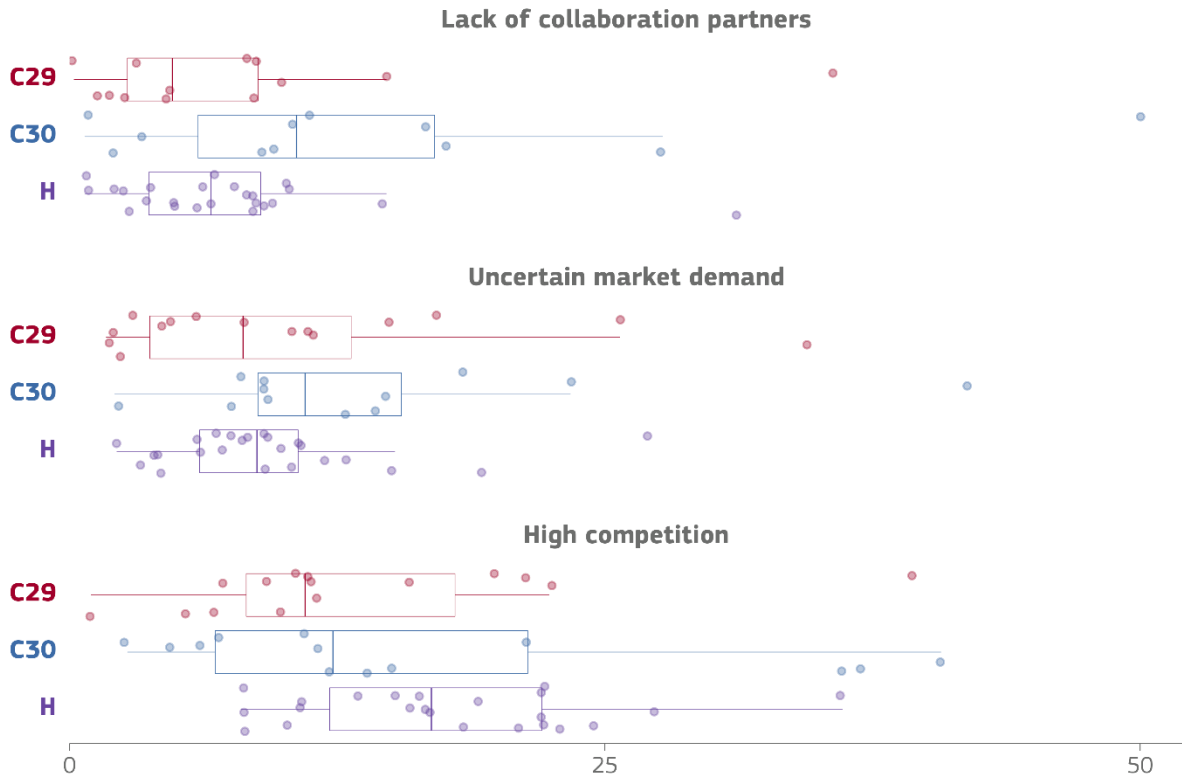 Lack of collaboration partners
C29
C30
H
Uncertain market demand
C29
C30
H
High competition
C29
C30
H
0 25 50